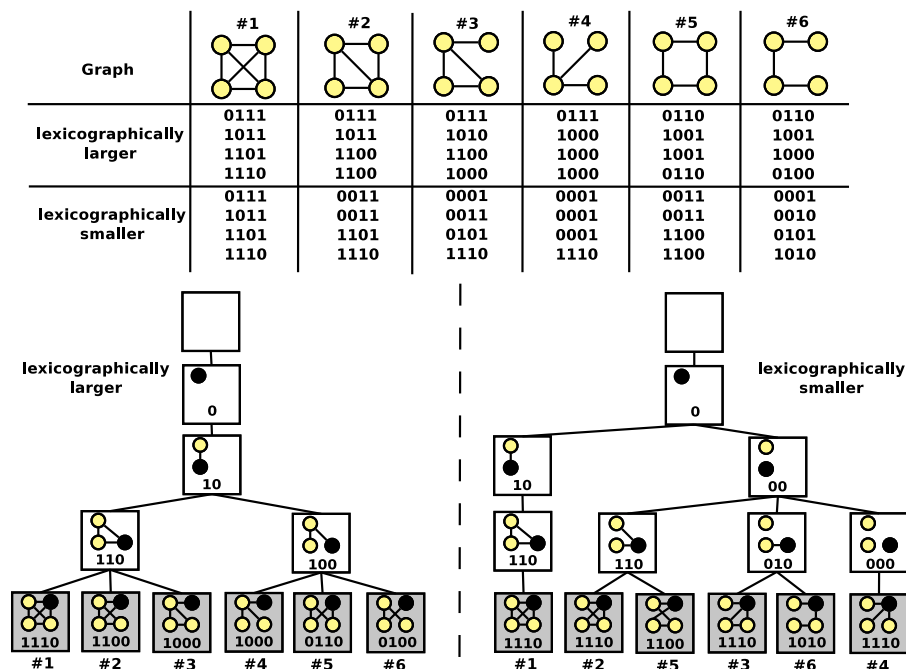 #1 #2 #3 #4 #5 #6
Graph
0111 0111 0111 0111 0110 0110
lexicographically 1011 1011 1010 1000 1001 1001
larger 1101 1100 1100 1000 1001 1000
1110 1100 1000 1000 0110 0100
0111 0011 0001 0001 0011 0001
lexicographically 1011 0011 0011 0001 0011 0010
smaller 1101 1101 0101 0001 1100 0101
1110 1110 1110 1110 1100 1010
lexicographically
larger
0
10
110 100
1110 1100 1000 1000 0110 0100
#1 #2 #3 #4 #5 #6
lexicographically
smaller
0
10 00
110 110 010 000
1110 1110 1100 1110 1010 1110
#1 #2 #5 #3 #6 #4